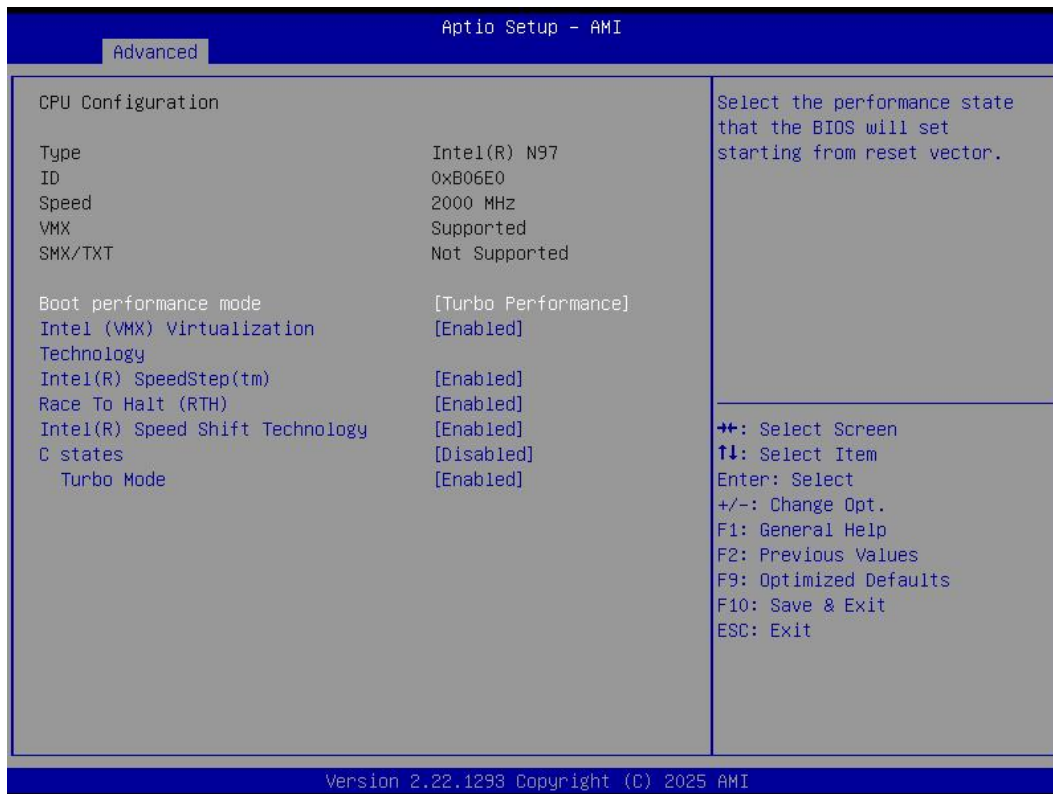 Aptio Setup – AMI
Advanced
CPU Configuration
Type Intel(R) N97
ID 0xB06E0
Speed 2000 MHz
VMX Supported
SMX/TXT Not Supported
Boot performance mode [Turbo Performance]
Intel (VMX) Virtualization [Enabled]
Technology
Intel(R) SpeedStep(tm) [Enabled]
Race To Halt (RTH) [Enabled]
Intel(R) Speed Shift Technology [Enabled]
C states [Disabled]
Turbo Mode [Enabled]
Select the performance state
that the BIOS will set
starting from reset vector.
→←: Select Screen
↑↓: Select Item
Enter: Select
+/-: Change Opt.
F1: General Help
F2: Previous Values
F9: Optimized Defaults
F10: Save & Exit
ESC: Exit
Version 2.22.1293 Copyright (C) 2025 AMI